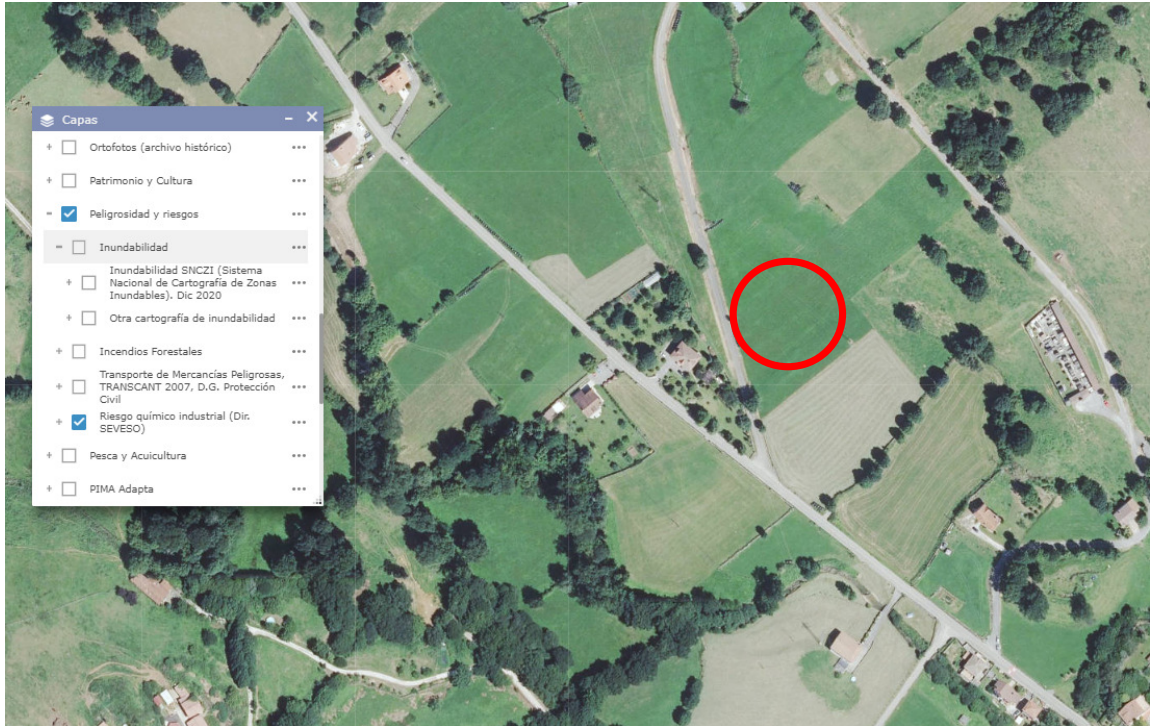 Capas
Ortofotos (archivo histórico)
Patrimonio y Cultura
Peligrosidad y riesgos
Inundabilidad
Inundabilidad SNCZI (Sistema
Nacional de Cartografía de Zonas
Inundables). Dic 2020
Otra cartografía de inundabilidad
Incendios Forestales
Transporte de Mercancías Peligrosas,
TRANSCANT 2007, D.G. Protección
Civil
Riesgo químico industrial (Dir.
SEVESO)
Pesca y Acuicultura
PIMA Adapta